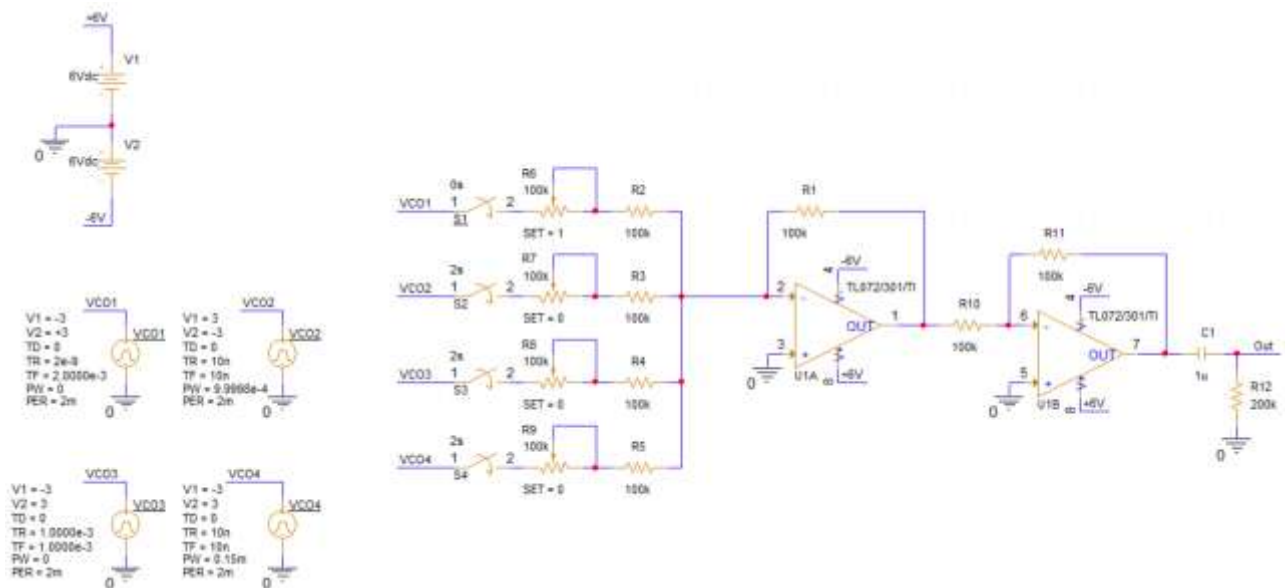 +6V
V1
6Vdc
0
V2
6Vdc
-6V
VCO1
V1 = -3
V2 = +3
TD = 0
TR = 2e-8
TF = 2.0000e-3
PW = 0
PER = 2m
VCO1
0
VCO2
V1 = 3
V2 = -3
TD = 0
TR = 10n
TF = 10n
PW = 9.9998e-4
PER = 2m
VCO2
0
VCO3
V1 = -3
V2 = 3
TD = 0
TR = 1.0000e-3
TF = 1.0000e-3
PW = 0
PER = 2m
VCO3
0
VCO4
V1 = -3
V2 = 3
TD = 0
TR = 10n
TF = 10n
PW = 0.15m
PER = 2m
VCO4
0
VCO1
0s
1
2
S1
R6
100k
SET = 1
R2
100k
VCO2
2s
1
2
S2
R7
100k
SET = 0
R3
100k
VCO3
2s
1
2
S3
R8
100k
SET = 0
R4
100k
VCO4
2s
1
2
S4
R9
100k
SET = 0
R5
100k
R1
100k
-6V
4
TL072/301/TI
2
-
OUT
1
3
+
U1A
8
+6V
0
R10
100k
R11
100k
-6V
4
TL072/301/TI
6
-
OUT
7
5
+
U1B
8
+6V
0
C1
1u
Out
R12
200k
0